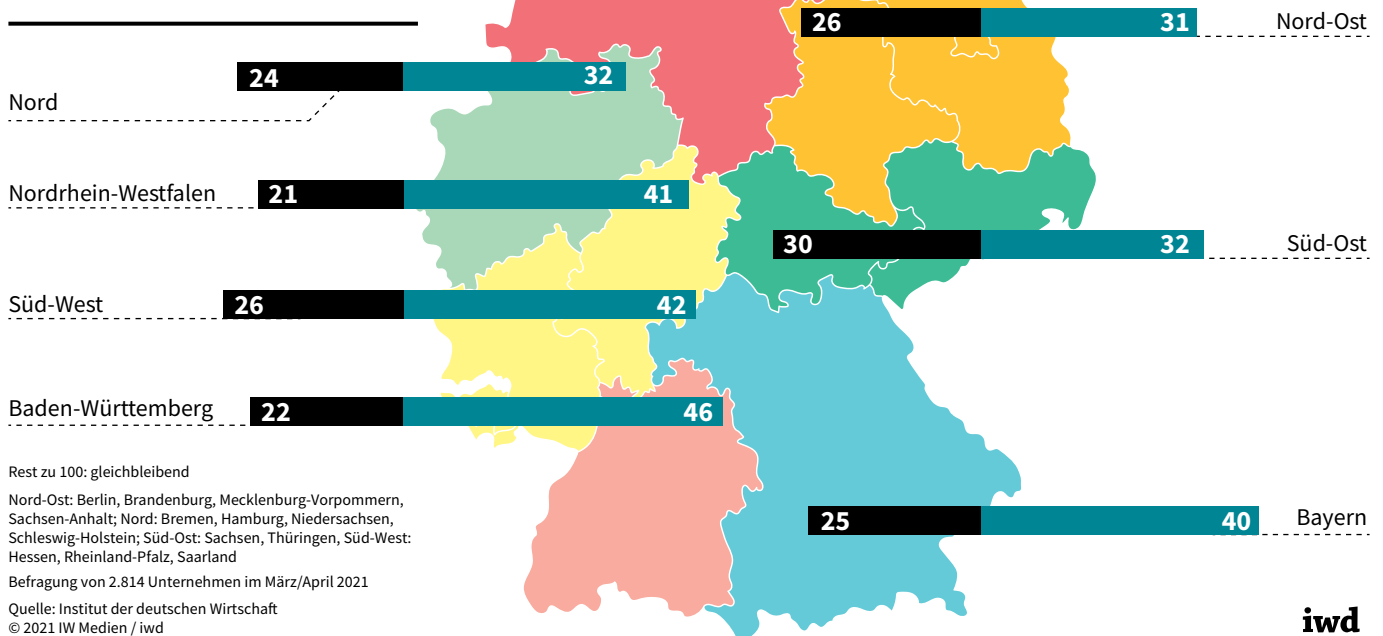 26 31 Nord-Ost
24 32
Nord
Nordrhein-Westfalen 21 41
30 32 Süd-Ost
Süd-West 26 42
Baden-Württemberg 22 46
Rest zu 100: gleichbleibend
Nord-Ost: Berlin, Brandenburg, Mecklenburg-Vorpommern,
Sachsen-Anhalt; Nord: Bremen, Hamburg, Niedersachsen,
Schleswig-Holstein; Süd-Ost: Sachsen, Thüringen, Süd-West:
Hessen, Rheinland-Pfalz, Saarland
25 40 Bayern
Befragung von 2.814 Unternehmen im März/April 2021
Quelle: Institut der deutschen Wirtschaft
© 2021 IW Medien / iwd
iwd